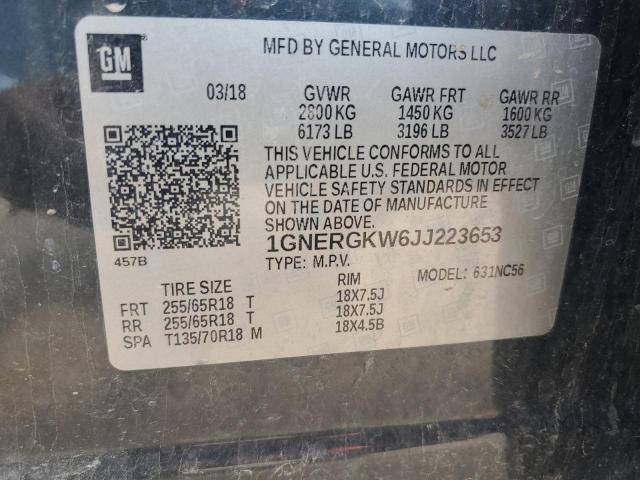 GM
MFD BY GENERAL MOTORS LLC
03/18 GVWR GAWR FRT GAWR RR
2800 KG 1450 KG 1600 KG
6173 LB 3196 LB 3527 LB
THIS VEHICLE CONFORMS TO ALL
APPLICABLE U.S. FEDERAL MOTOR
VEHICLE SAFETY STANDARDS IN EFFECT
ON THE DATE OF MANUFACTURE
SHOWN ABOVE.
1GNERGKW6JJ223653
457B
TYPE: M.P.V. MODEL: 631NC56
TIRE SIZE RIM
FRT 255/65R18 T 18X7.5J
RR 255/65R18 T 18X7.5J
SPA T135/70R18 M 18X4.5B